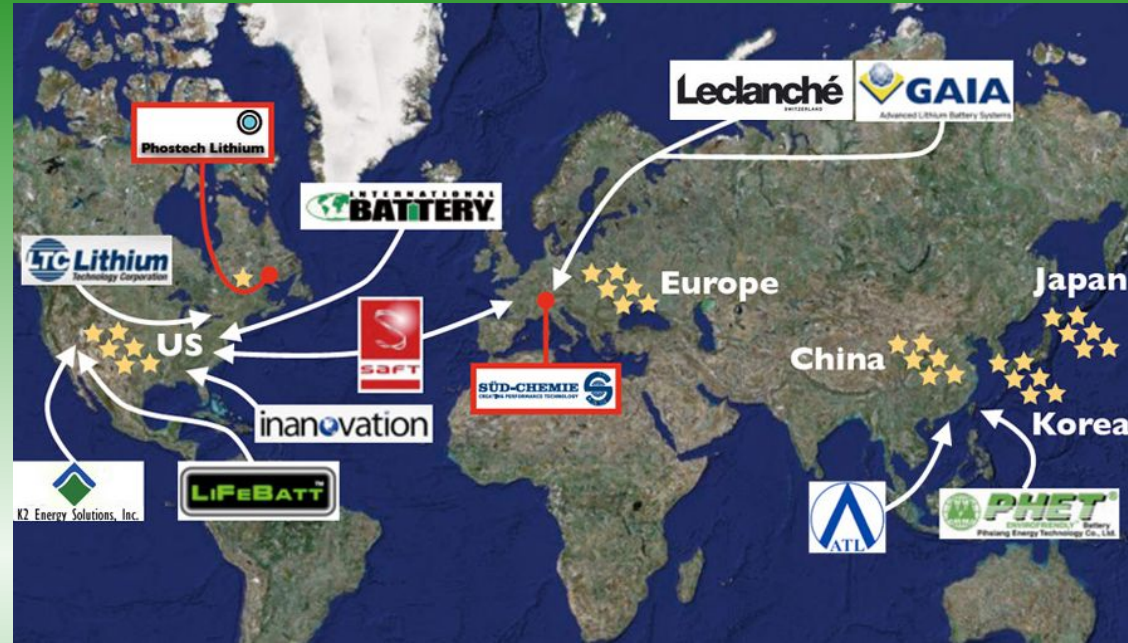 Leclanché
SWITZERLAND
GAIA
Advanced Lithium Battery Systems
Phostech Lithium
INTERNATIONAL
BATTERY
LTC Lithium
Technology Corporation
Europe
Japan
US
China
saft
SÜD-CHEMIE
CREATING PERFORMANCE TECHNOLOGY
inanovation
Korea
K2 Energy Solutions, Inc.
LiFeBATT™
ATL
PHET®
ENVIROFRIENDLY Battery
Pihsiang Energy Technology Co., Ltd.